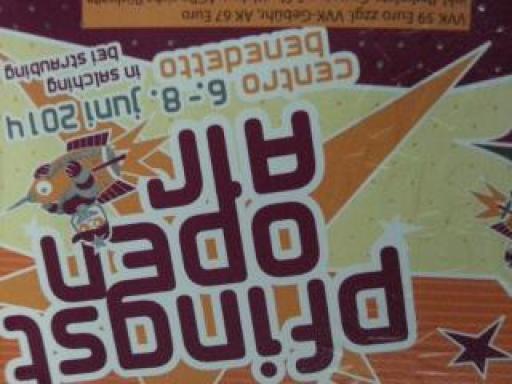 pfingst
open
Air
6.-8. juni 2014
centro
benedetto
in salching
bei straubing
VVK 59 Euro zzgl. VVK-Gebühr, AK 67 Euro